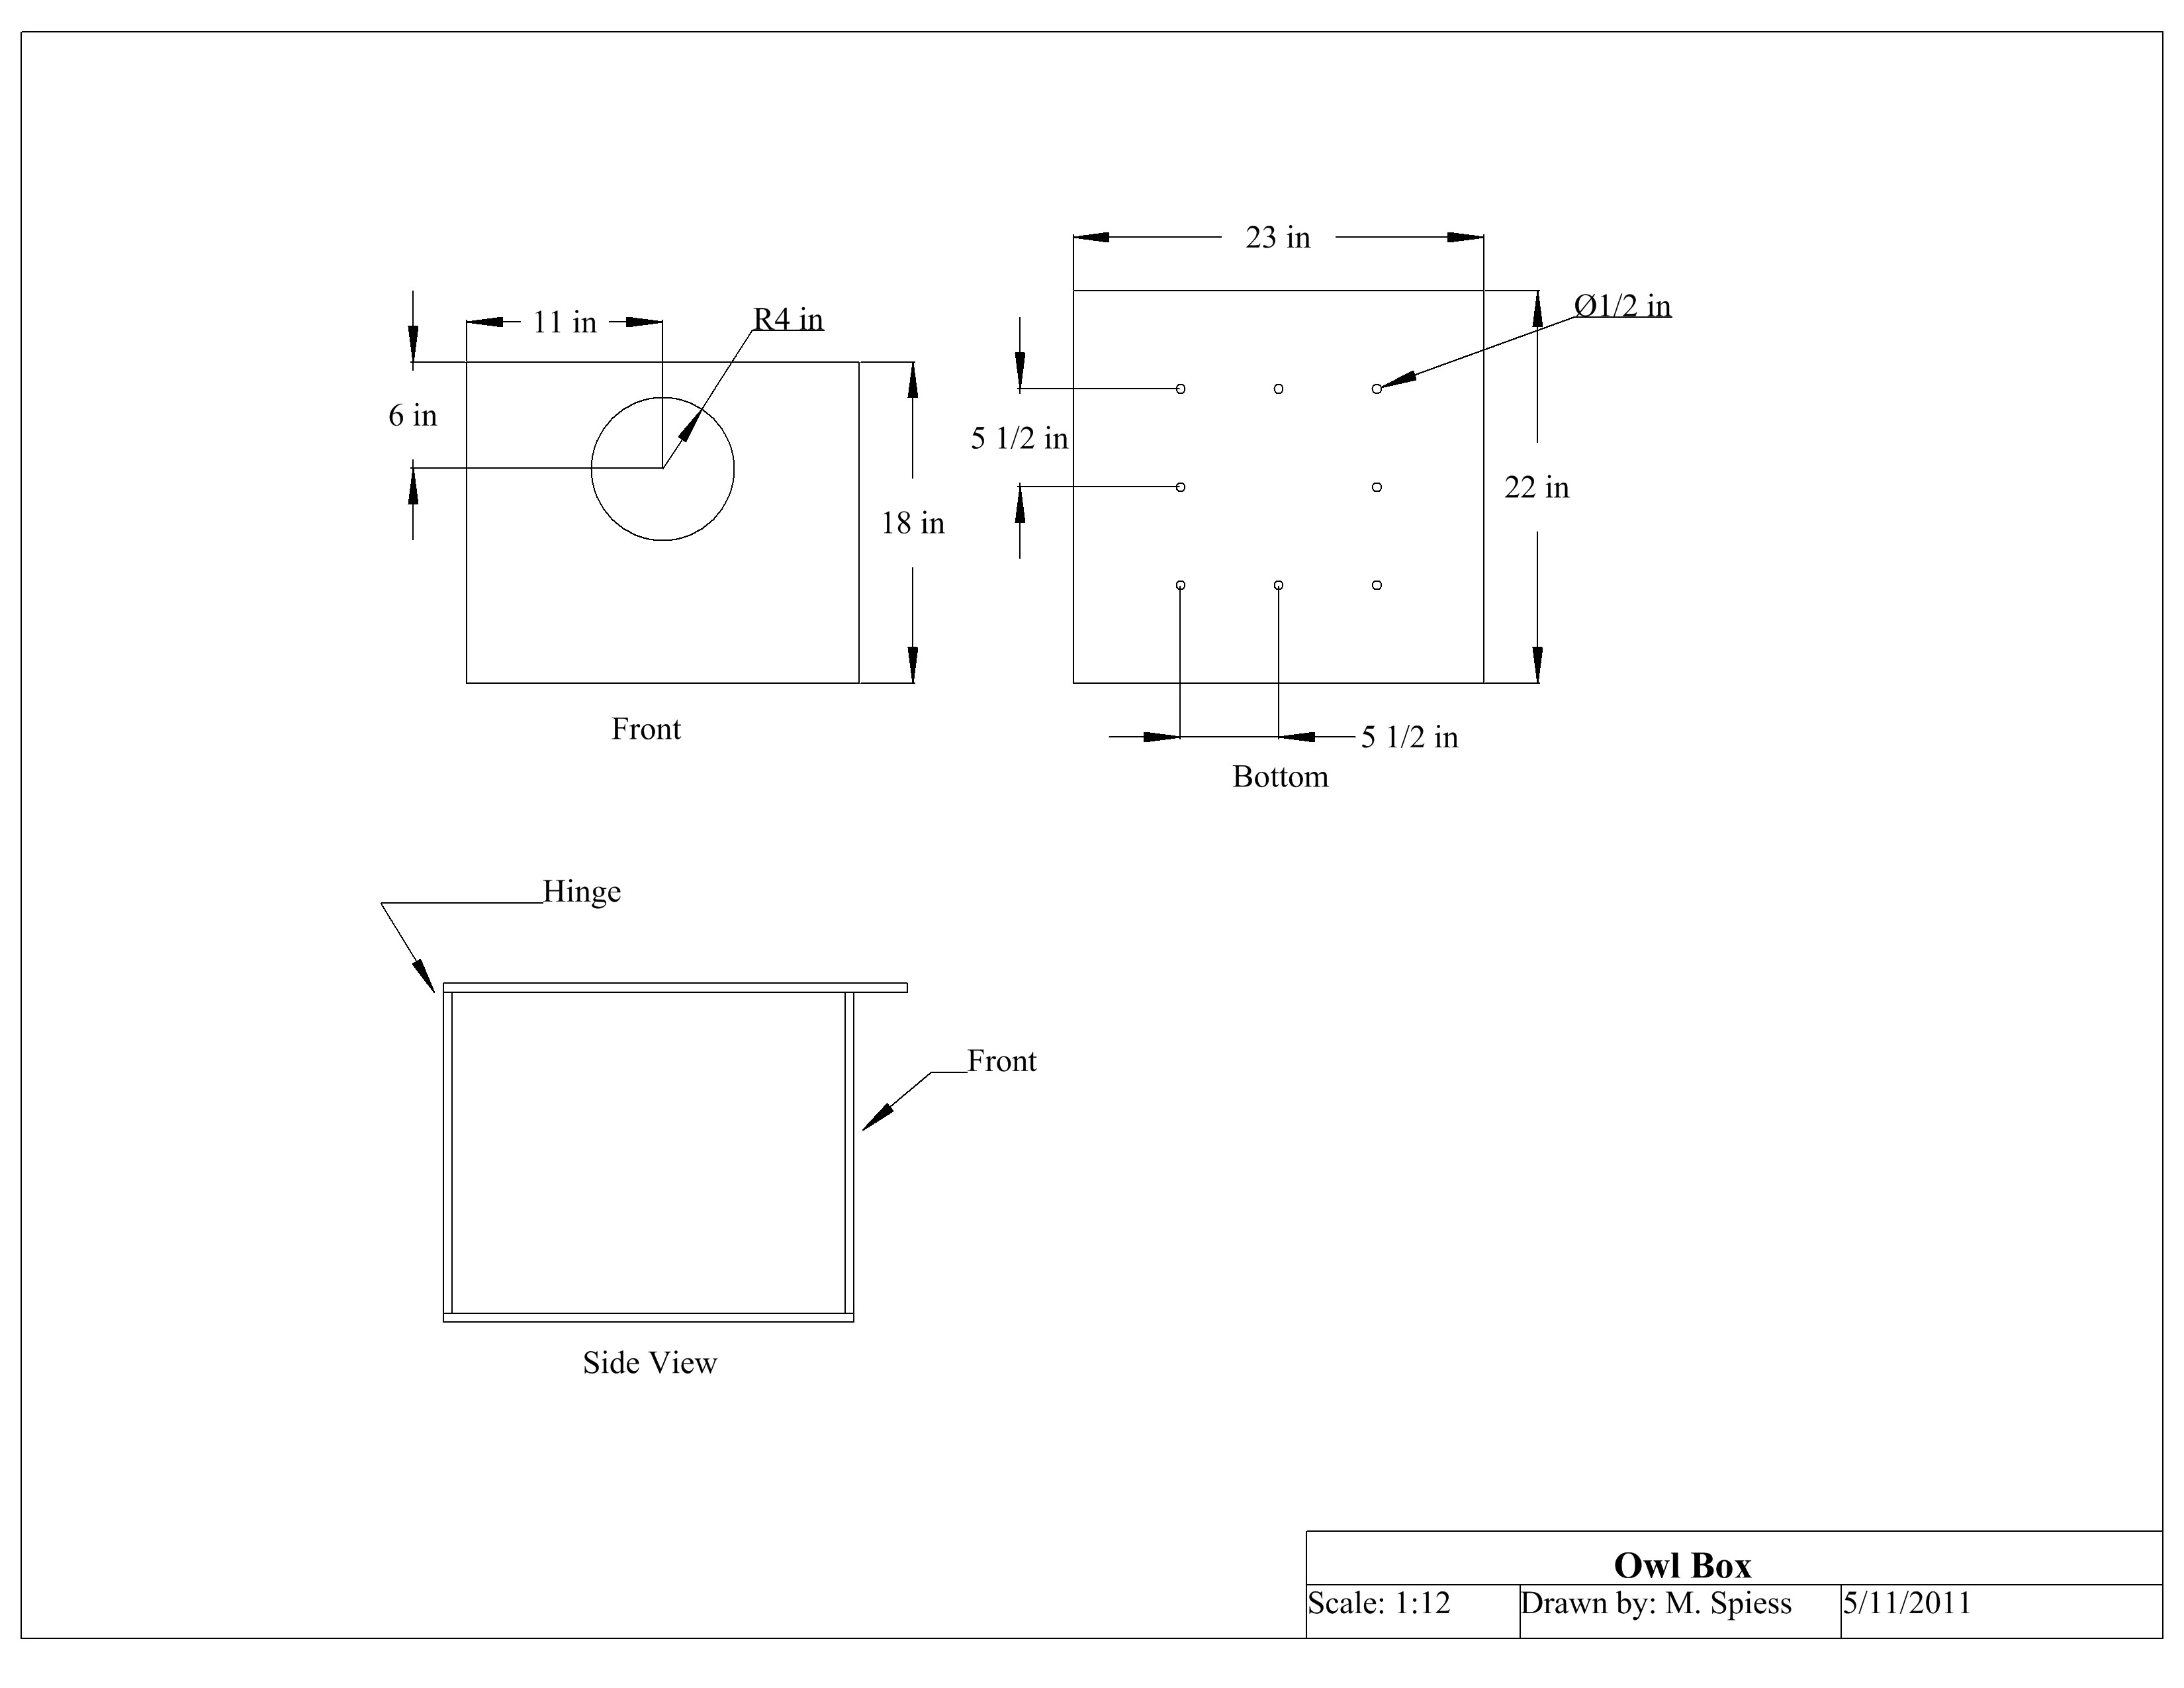 23 in
11 in
R4 in
Ø1/2 in
6 in
5 1/2 in
22 in
18 in
Front
5 1/2 in
Bottom
Hinge
Front
Side View
Owl Box
Scale: 1:12
Drawn by: M. Spiess
5/11/2011